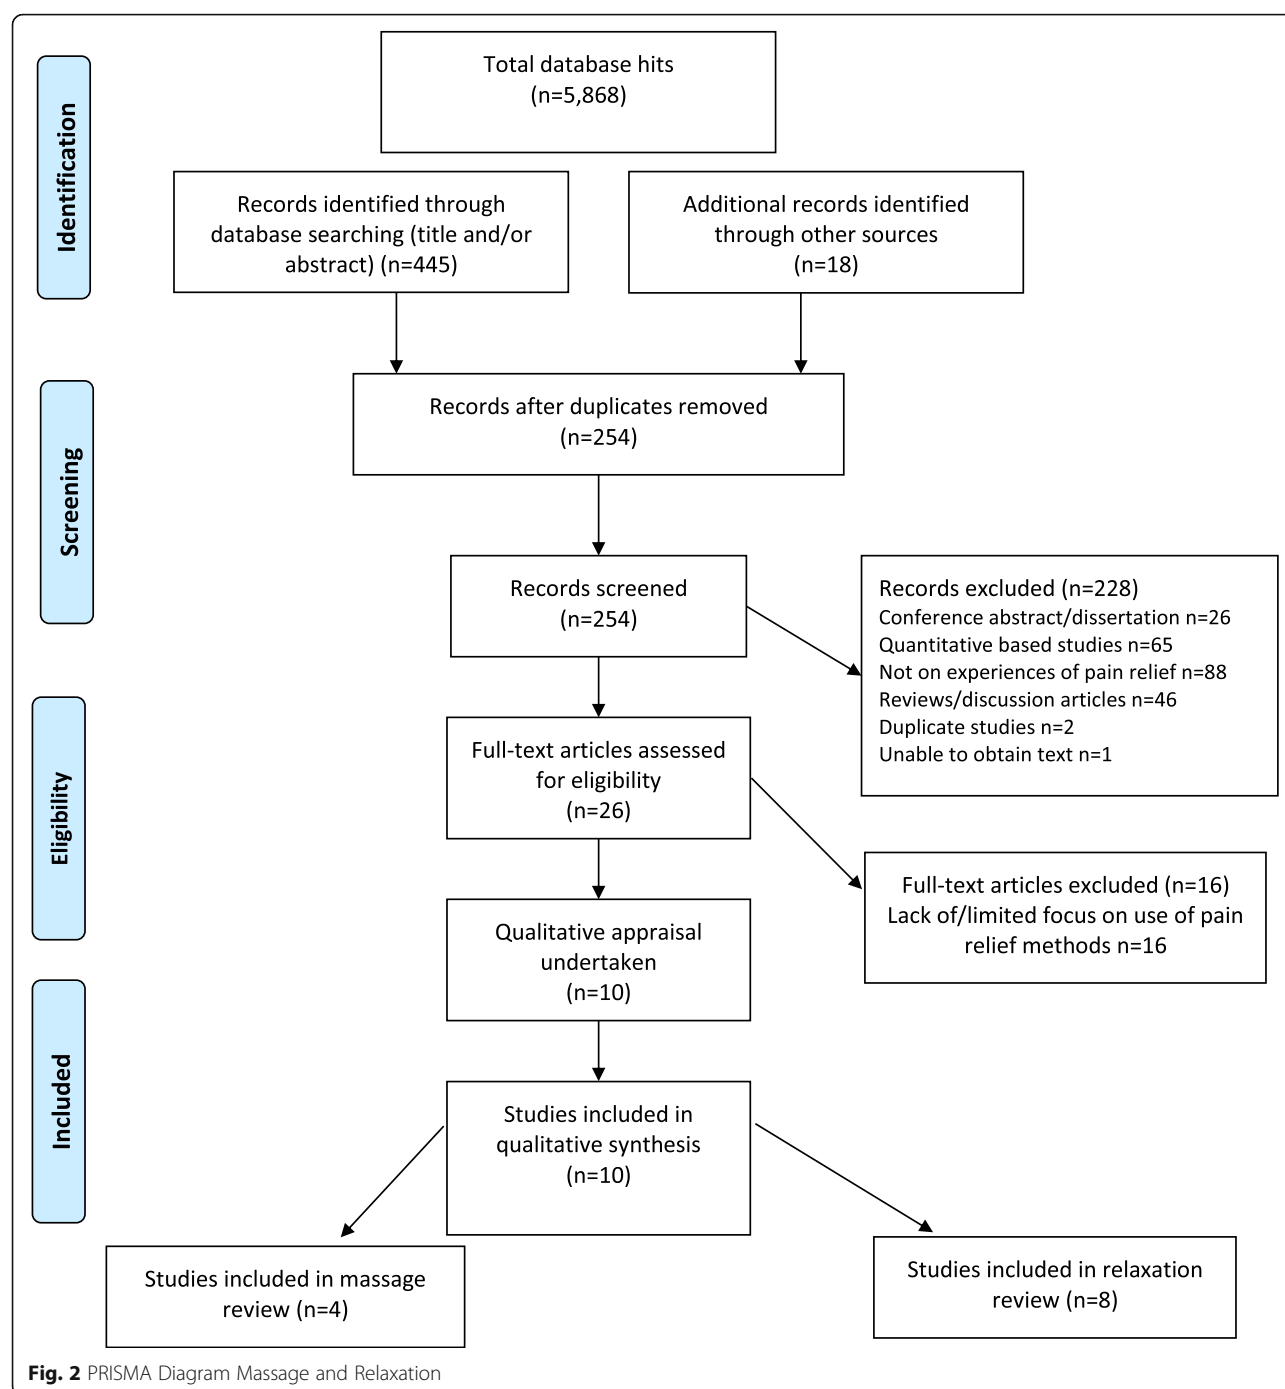 Total database hits
(n=5,868)
Identification
Records identified through
database searching (title and/or
abstract) (n=445)
Additional records identified
through other sources
(n=18)
Records after duplicates removed
(n=254)
Screening
Records screened
(n=254)
Records excluded (n=228)
Conference abstract/dissertation n=26
Quantitative based studies n=65
Not on experiences of pain relief n=88
Reviews/discussion articles n=46
Duplicate studies n=2
Unable to obtain text n=1
Eligibility
Full-text articles assessed
for eligibility
(n=26)
Full-text articles excluded (n=16)
Lack of/limited focus on use of pain
relief methods n=16
Qualitative appraisal
undertaken
(n=10)
Included
Studies included in
qualitative synthesis
(n=10)
Studies included in massage
review (n=4)
Studies included in relaxation
review (n=8)
Fig. 2 PRISMA Diagram Massage and Relaxation